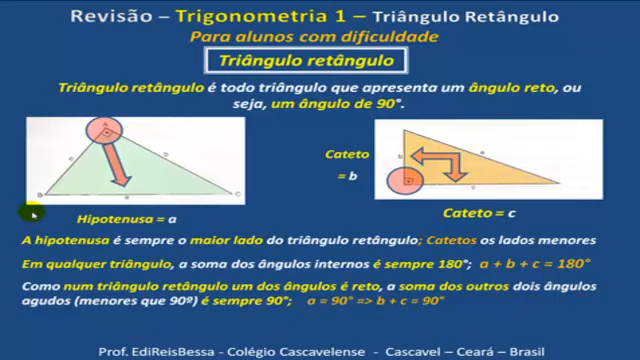 Revisão – Trigonometria 1 – Triângulo Retângulo
Para alunos com dificuldade
Triângulo retângulo
Triângulo retângulo é todo triângulo que apresenta um ângulo reto, ou
seja, um ângulo de 90°.
A
c
b
B
a
C
Hipotenusa = a
Cateto
= b
b
a
c
Cateto = c
A hipotenusa é sempre o maior lado do triângulo retângulo; Catetos os lados menores
Em qualquer triângulo, a soma dos ângulos internos é sempre 180°; a + b + c = 180°
Como num triângulo retângulo um dos ângulos é reto, a soma dos outros dois ângulos
agudos (menores que 90º) é sempre 90°; a = 90° => b + c = 90°
Prof. EdiReisBessa - Colégio Cascavelense - Cascavel – Ceará – Brasil